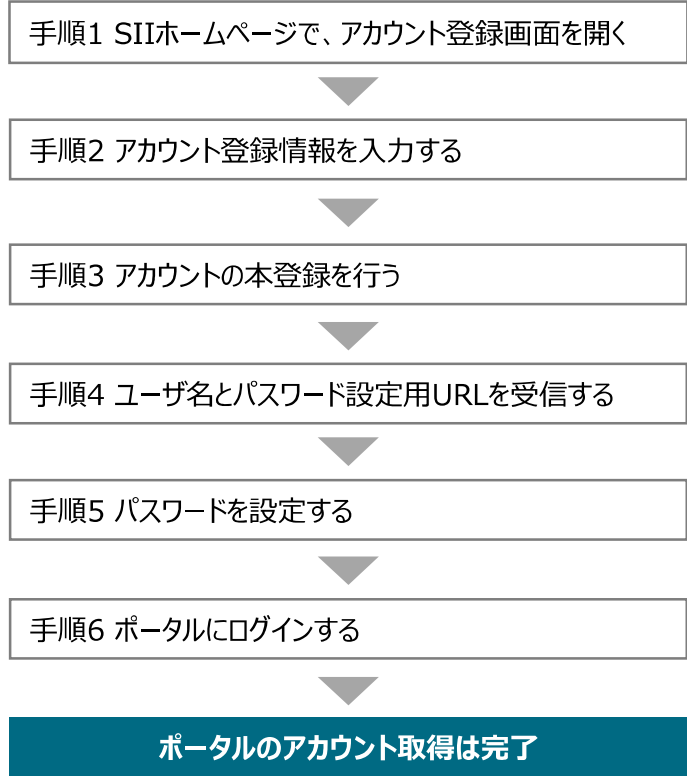 手順1 SIIホームページで、アカウント登録画面を開く
手順2 アカウント登録情報を入力する
手順3 アカウントの本登録を行う
手順4 ユーザ名とパスワード設定用URLを受信する
手順5 パスワードを設定する
手順6 ポータルにログインする
ポータルのアカウント取得は完了